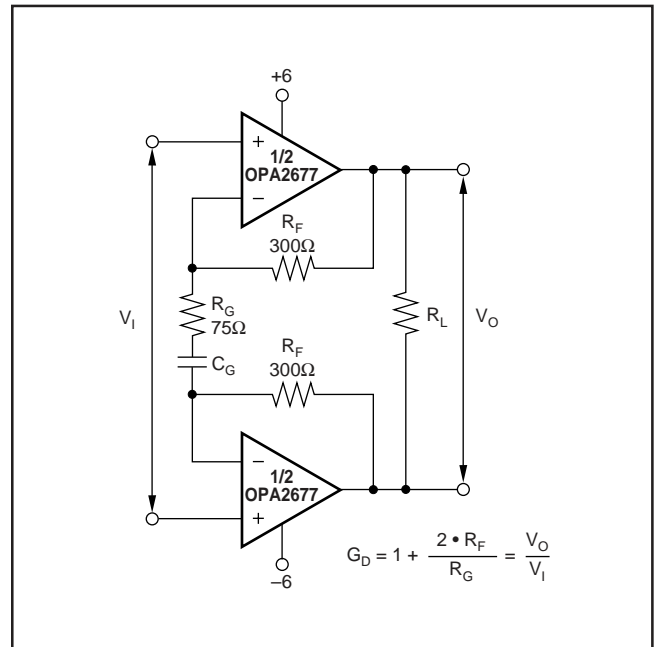 +6
+
1/2
OPA2677
−
R_F
300Ω
R_G
75Ω
V_I
R_L
V_O
C_G
R_F
300Ω
−
1/2
OPA2677
+
−6
G_D = 1 + 2 • R_F / R_G = V_O / V_I